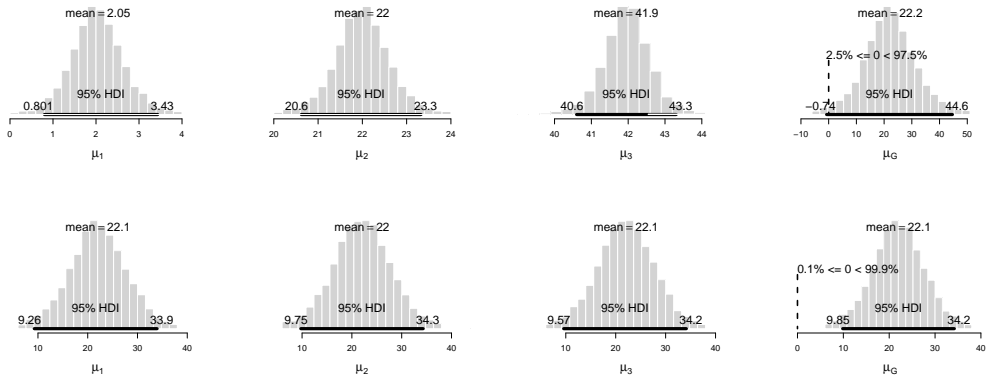 mean = 2.05
95% HDI
0.801 3.43
0 1 2 3 4
μ1
mean = 22
95% HDI
20.6 23.3
20 21 22 23 24
μ2
mean = 41.9
95% HDI
40.6 43.3
40 41 42 43 44
μ3
mean = 22.2
2.5% <= 0 < 97.5%
95% HDI
−0.74 44.6
−10 0 10 20 30 40 50
μG
mean = 22.1
95% HDI
9.26 33.9
10 20 30 40
μ1
mean = 22
95% HDI
9.75 34.3
10 20 30 40
μ2
mean = 22.1
95% HDI
9.57 34.2
10 20 30 40
μ3
mean = 22.1
0.1% <= 0 < 99.9%
95% HDI
9.85 34.2
0 10 20 30 40
μG